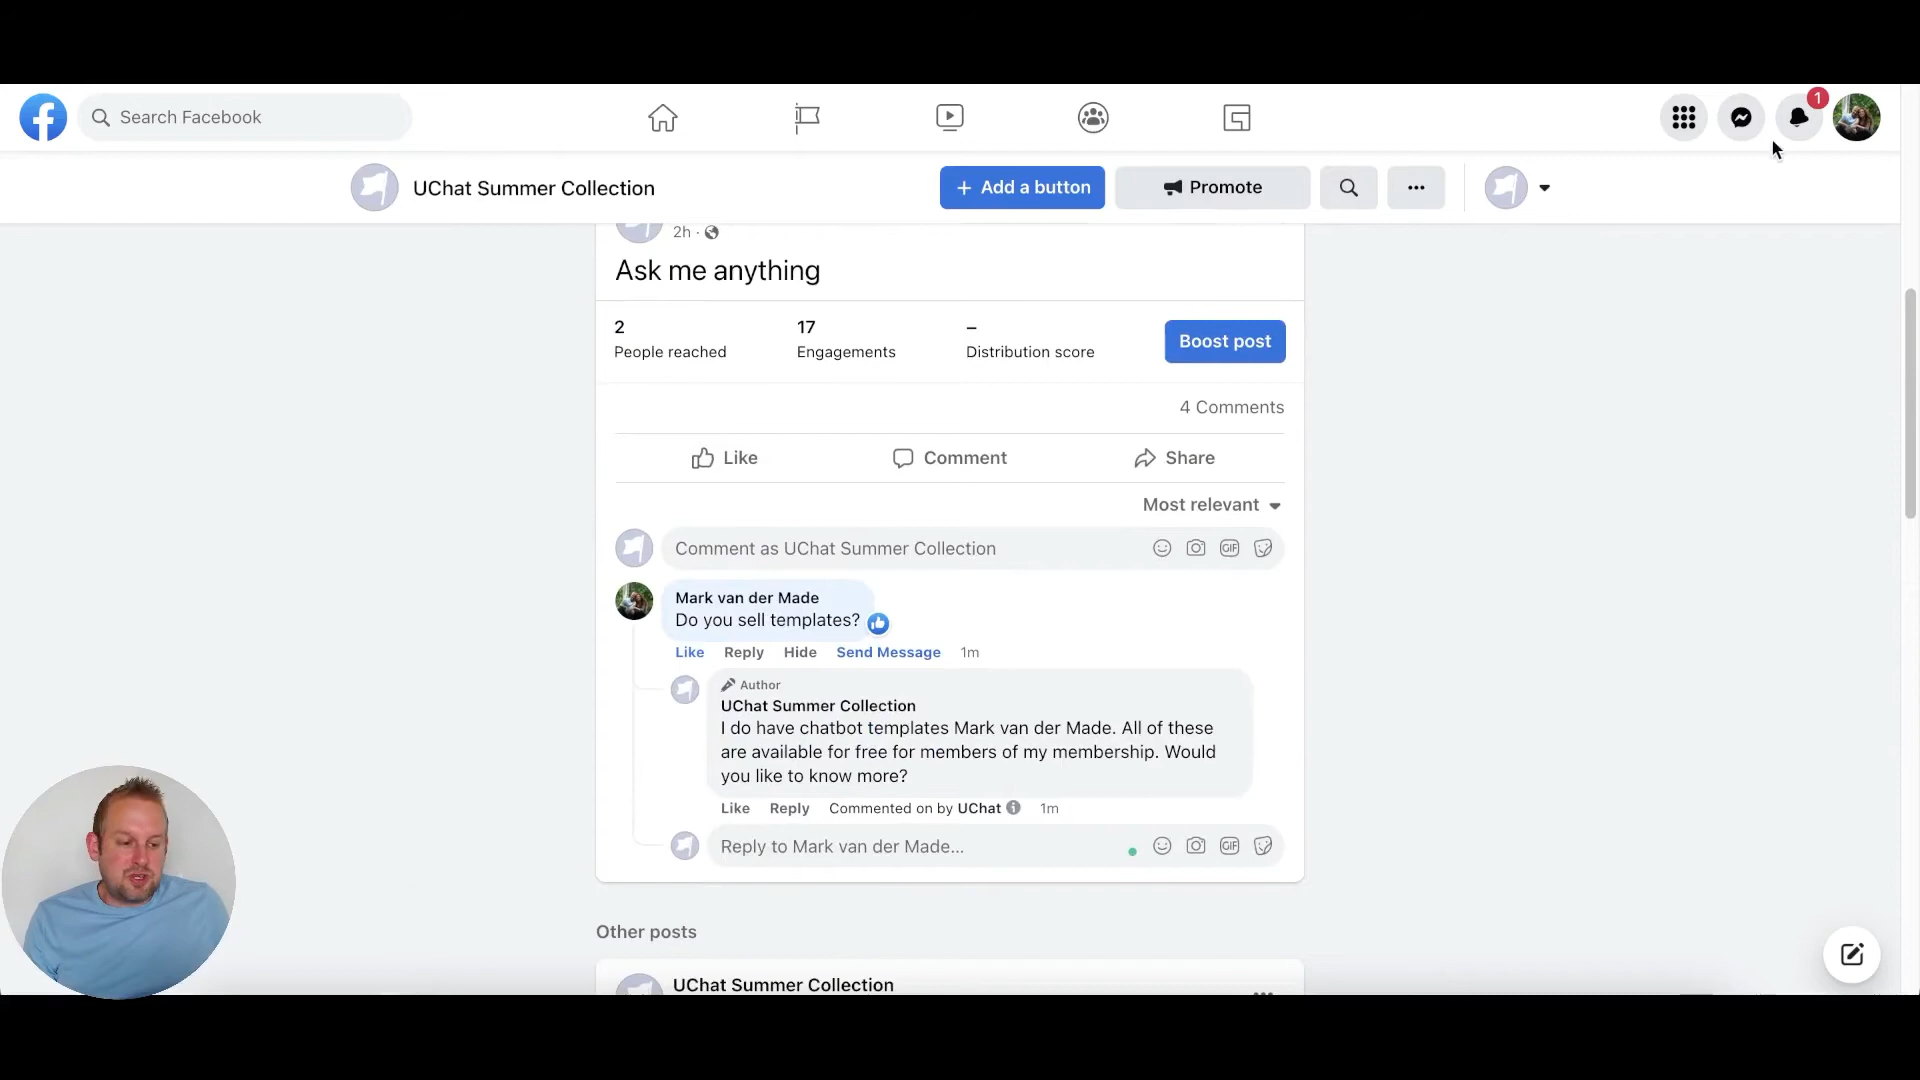 Search Facebook
1
UChat Summer Collection
+ Add a button
Promote
2h ·
Ask me anything
2
People reached
17
Engagements
–
Distribution score
Boost post
4 Comments
Like
Comment
Share
Most relevant
Comment as UChat Summer Collection
GIF
Mark van der Made
Do you sell templates?
Like Reply Hide Send Message 1m
Author
UChat Summer Collection
I do have chatbot templates Mark van der Made. All of these
are available for free for members of my membership. Would
you like to know more?
Like Reply Commented on by UChat 1m
Reply to Mark van der Made...
GIF
Other posts
UChat Summer Collection